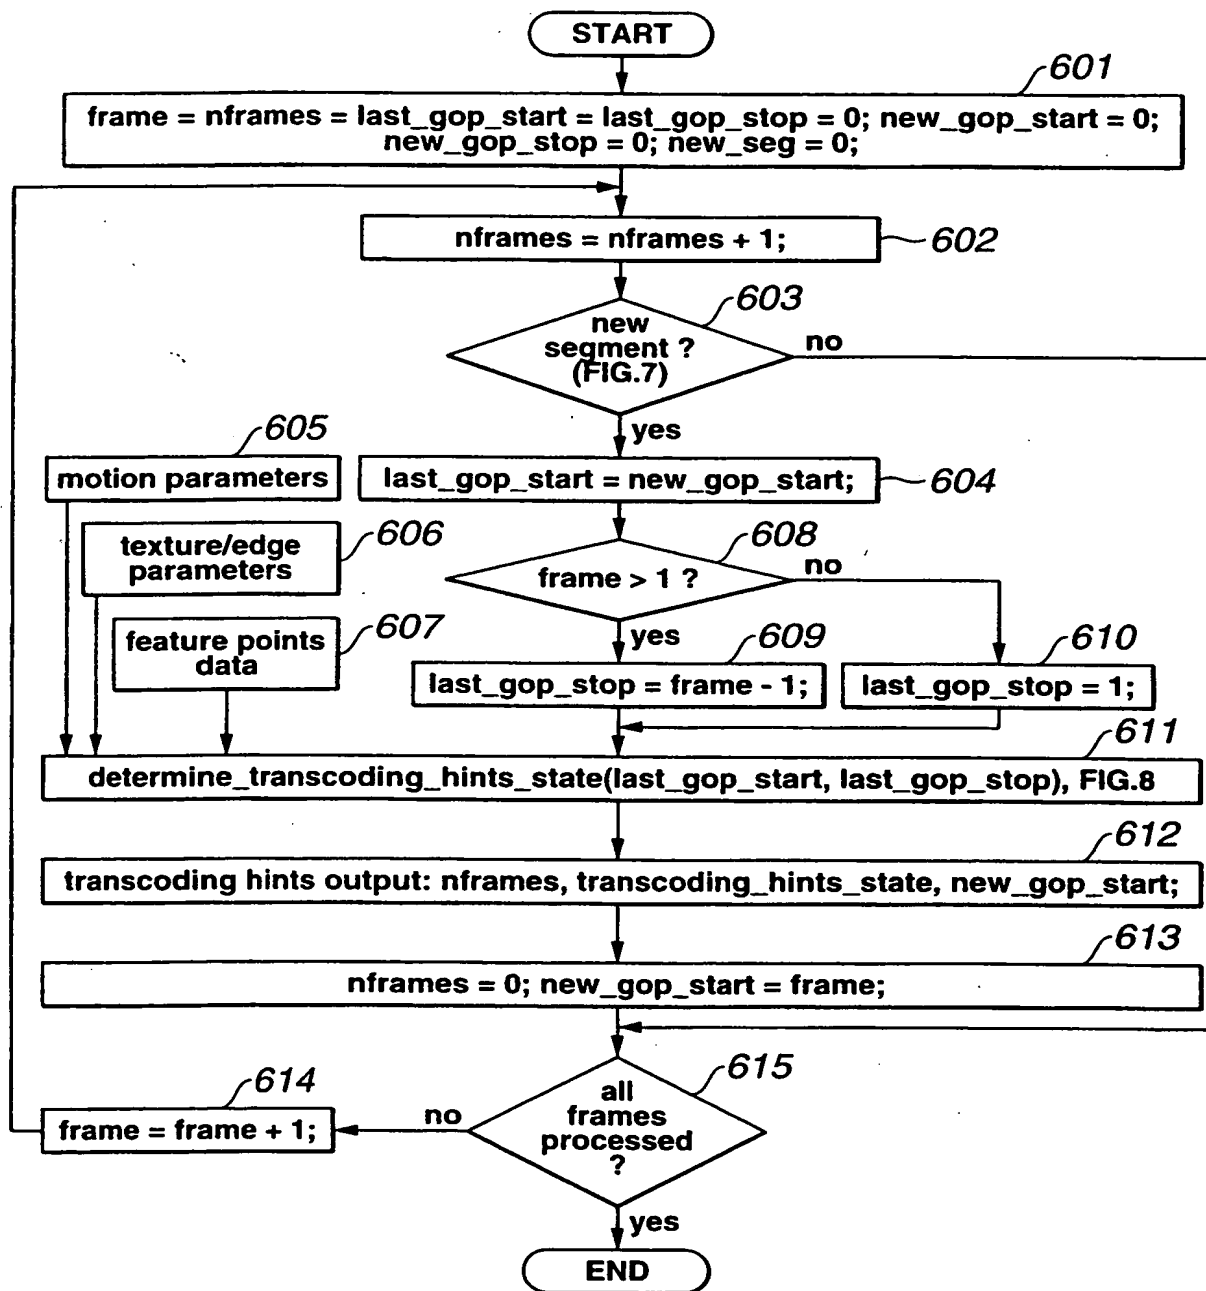 START
601
frame = nframes = last_gop_start = last_gop_stop = 0; new_gop_start = 0;
new_gop_stop = 0; new_seg = 0;
nframes = nframes + 1;
602
603
new
segment ?
(FIG.7)
no
yes
605
motion parameters
last_gop_start = new_gop_start;
604
606
texture/edge
parameters
608
frame > 1 ?
no
607
feature points
data
yes
609
last_gop_stop = frame - 1;
610
last_gop_stop = 1;
611
determine_transcoding_hints_state(last_gop_start, last_gop_stop), FIG.8
612
transcoding hints output: nframes, transcoding_hints_state, new_gop_start;
613
nframes = 0; new_gop_start = frame;
615
all
frames
processed
?
no
614
frame = frame + 1;
yes
END